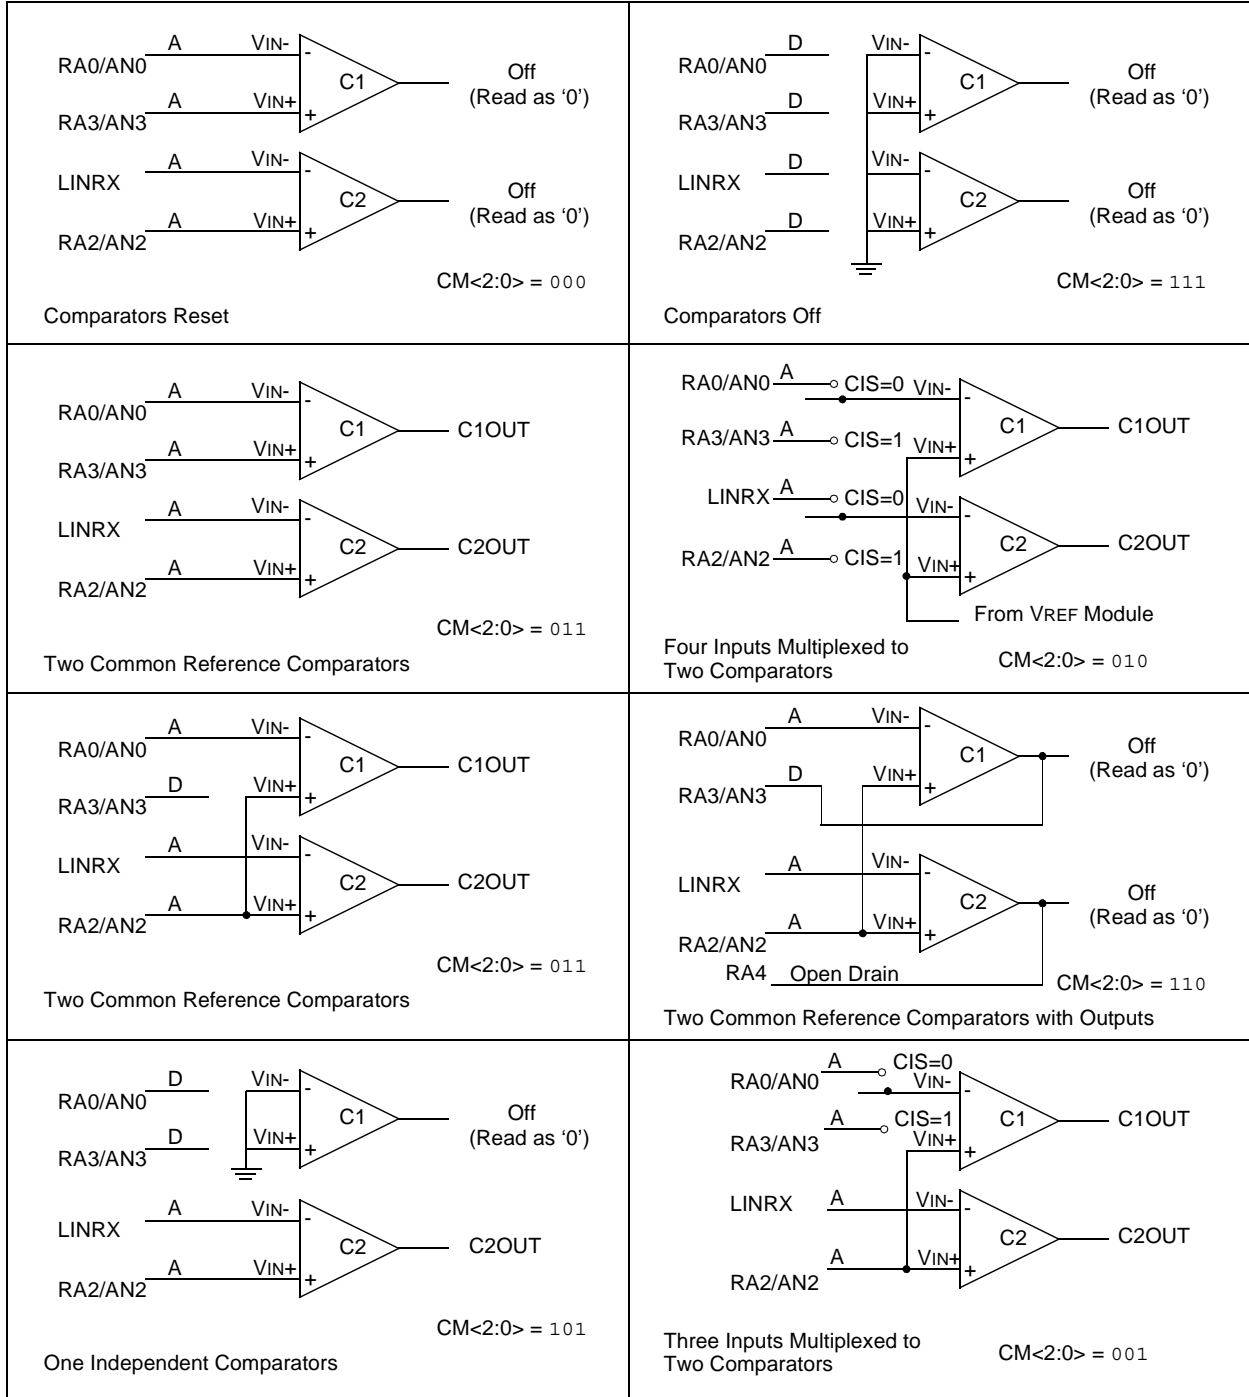 A VIN-
RA0/AN0 - C1 Off
(Read as ‘0’)
A VIN+
RA3/AN3 +
A VIN-
LINRX - C2 Off
(Read as ‘0’)
A VIN+
RA2/AN2 +
CM<2:0> = 000
Comparators Reset
D VIN-
RA0/AN0 - C1 Off
(Read as ‘0’)
D VIN+
RA3/AN3 +
D VIN-
LINRX - C2 Off
(Read as ‘0’)
D VIN+
RA2/AN2 +
CM<2:0> = 111
Comparators Off
A VIN-
RA0/AN0 - C1 C1OUT
A VIN+
RA3/AN3 +
A VIN-
LINRX - C2 C2OUT
A VIN+
RA2/AN2 +
CM<2:0> = 011
Two Common Reference Comparators
RA0/AN0 A CIS=0 VIN-
- C1 C1OUT
RA3/AN3 A CIS=1 VIN+
+
LINRX A CIS=0 VIN-
- C2 C2OUT
RA2/AN2 A CIS=1 VIN+
+
From VREF Module
Four Inputs Multiplexed to
Two Comparators CM<2:0> = 010
A VIN-
RA0/AN0 - C1 C1OUT
D VIN+
RA3/AN3 +
A VIN-
LINRX - C2 C2OUT
A VIN+
RA2/AN2 +
CM<2:0> = 011
Two Common Reference Comparators
A VIN-
RA0/AN0 - C1 Off
(Read as ‘0’)
D VIN+
RA3/AN3 +
A VIN-
LINRX - C2 Off
(Read as ‘0’)
A VIN+
RA2/AN2 +
RA4 Open Drain
CM<2:0> = 110
Two Common Reference Comparators with Outputs
D VIN-
RA0/AN0 - C1 Off
(Read as ‘0’)
D VIN+
RA3/AN3 +
A VIN-
LINRX - C2 C2OUT
A VIN+
RA2/AN2 +
CM<2:0> = 101
One Independent Comparators
RA0/AN0 A CIS=0
VIN-
- C1 C1OUT
RA3/AN3 A CIS=1
VIN+
+
LINRX A VIN-
- C2 C2OUT
RA2/AN2 A VIN+
+
Three Inputs Multiplexed to
Two Comparators CM<2:0> = 001